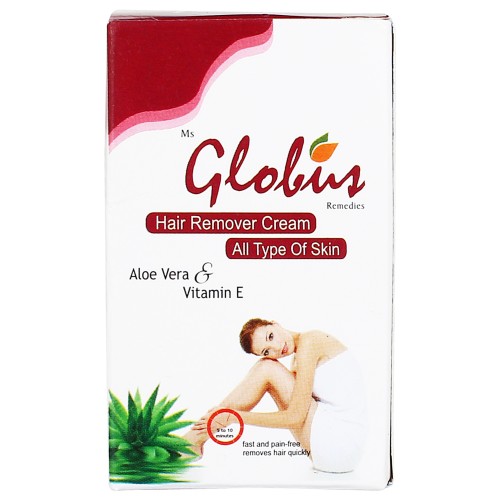 Ms
Globus
Remedies
Hair Remover Cream
All Type Of Skin
Aloe Vera &
Vitamin E
5 to 10
minutes
fast and pain-free
removes hair quickly